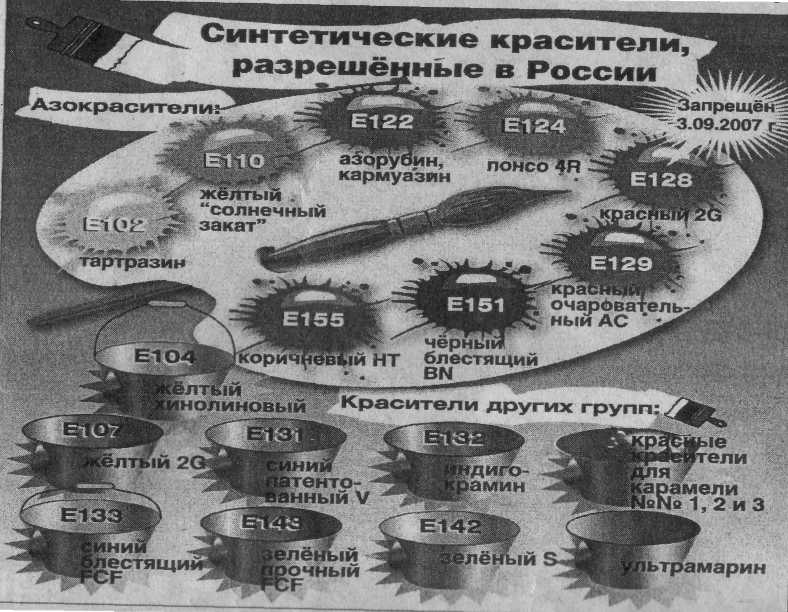 Синтетические красители,
разрешённые в России
Азокрасители:
Запрещён
3.09.2007 г
E122
азорубин,
кармуазин
E124
понсо 4R
E110
жёлтый
“солнечный
закат”
E128
красный 2G
E102
тартразин
E129
красный
очарователь-
ный АС
E151
чёрный
блестящий
BN
E155
коричневый НТ
E104
жёлтый
хинолиновый
Красители других групп:
E107
жёлтый 2G
E131
синий
патенто-
ванный V
E132
индиго-
крамин
красные
красители
для
карамели
№№ 1, 2 и 3
E133
синий
блестящий
FCF
E143
зелёный
прочный
FCF
E142
зелёный S
ультрамарин